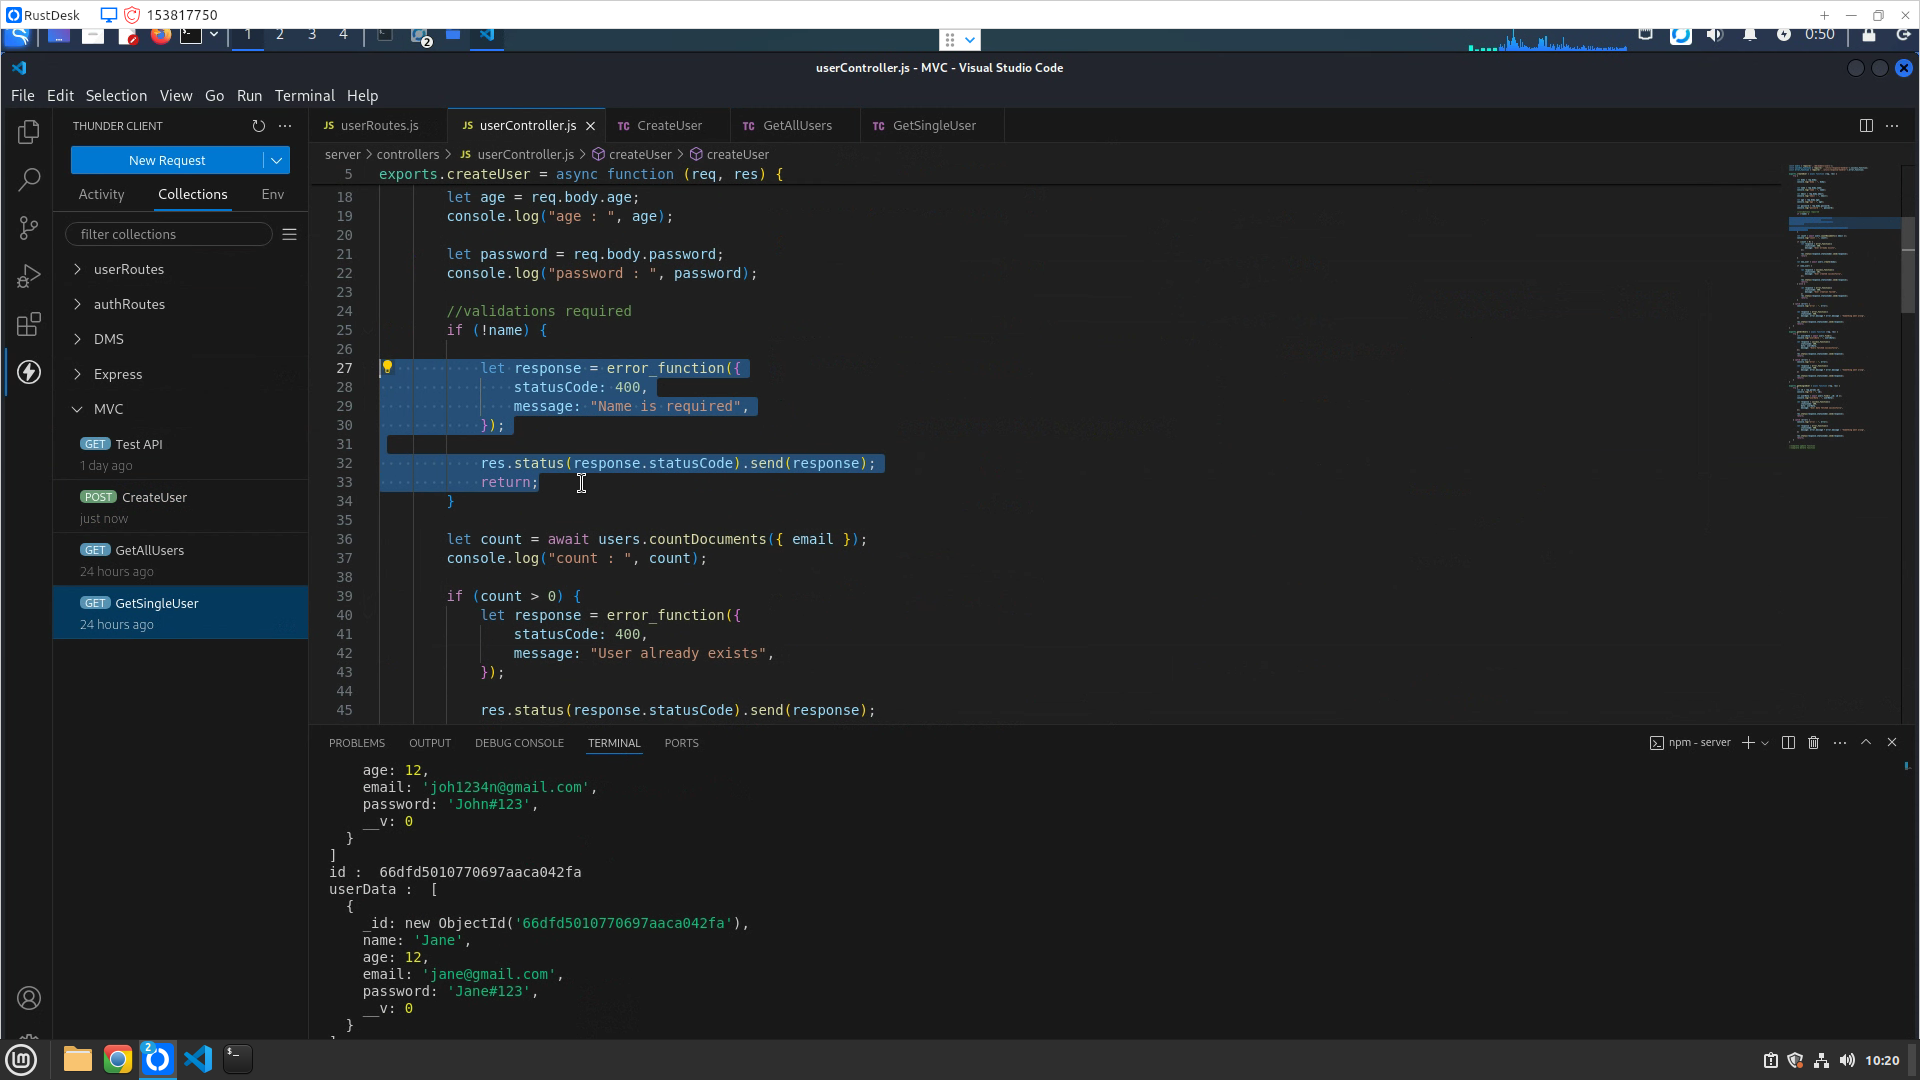 RustDesk 153817750
1 2 3 4 2 0:50
userController.js - MVC - Visual Studio Code
File Edit Selection View Go Run Terminal Help
THUNDER CLIENT
New Request
Activity Collections Env
filter collections
userRoutes
authRoutes
DMS
Express
MVC
GET Test API
1 day ago
POST CreateUser
just now
GET GetAllUsers
24 hours ago
GET GetSingleUser
24 hours ago
JS userRoutes.js JS userController.js TC CreateUser TC GetAllUsers TC GetSingleUser
server > controllers > JS userController.js > createUser > createUser
5 exports.createUser = async function (req, res) {
18 let age = req.body.age;
19 console.log("age : ", age);
20
21 let password = req.body.password;
22 console.log("password : ", password);
23
24 //validations required
25 if (!name) {
26
27 let response = error_function({
28 statusCode: 400,
29 message: "Name is required",
30 });
31
32 res.status(response.statusCode).send(response);
33 return;
34 }
35
36 let count = await users.countDocuments({ email });
37 console.log("count : ", count);
38
39 if (count > 0) {
40 let response = error_function({
41 statusCode: 400,
42 message: "User already exists",
43 });
44
45 res.status(response.statusCode).send(response);
PROBLEMS OUTPUT DEBUG CONSOLE TERMINAL PORTS npm - server
age: 12,
email: 'joh1234n@gmail.com',
password: 'John#123',
__v: 0
}
]
id : 66dfd5010770697aaca042fa
userData : [
{
_id: new ObjectId('66dfd5010770697aaca042fa'),
name: 'Jane',
age: 12,
email: 'jane@gmail.com',
password: 'Jane#123',
__v: 0
}
2 10:20